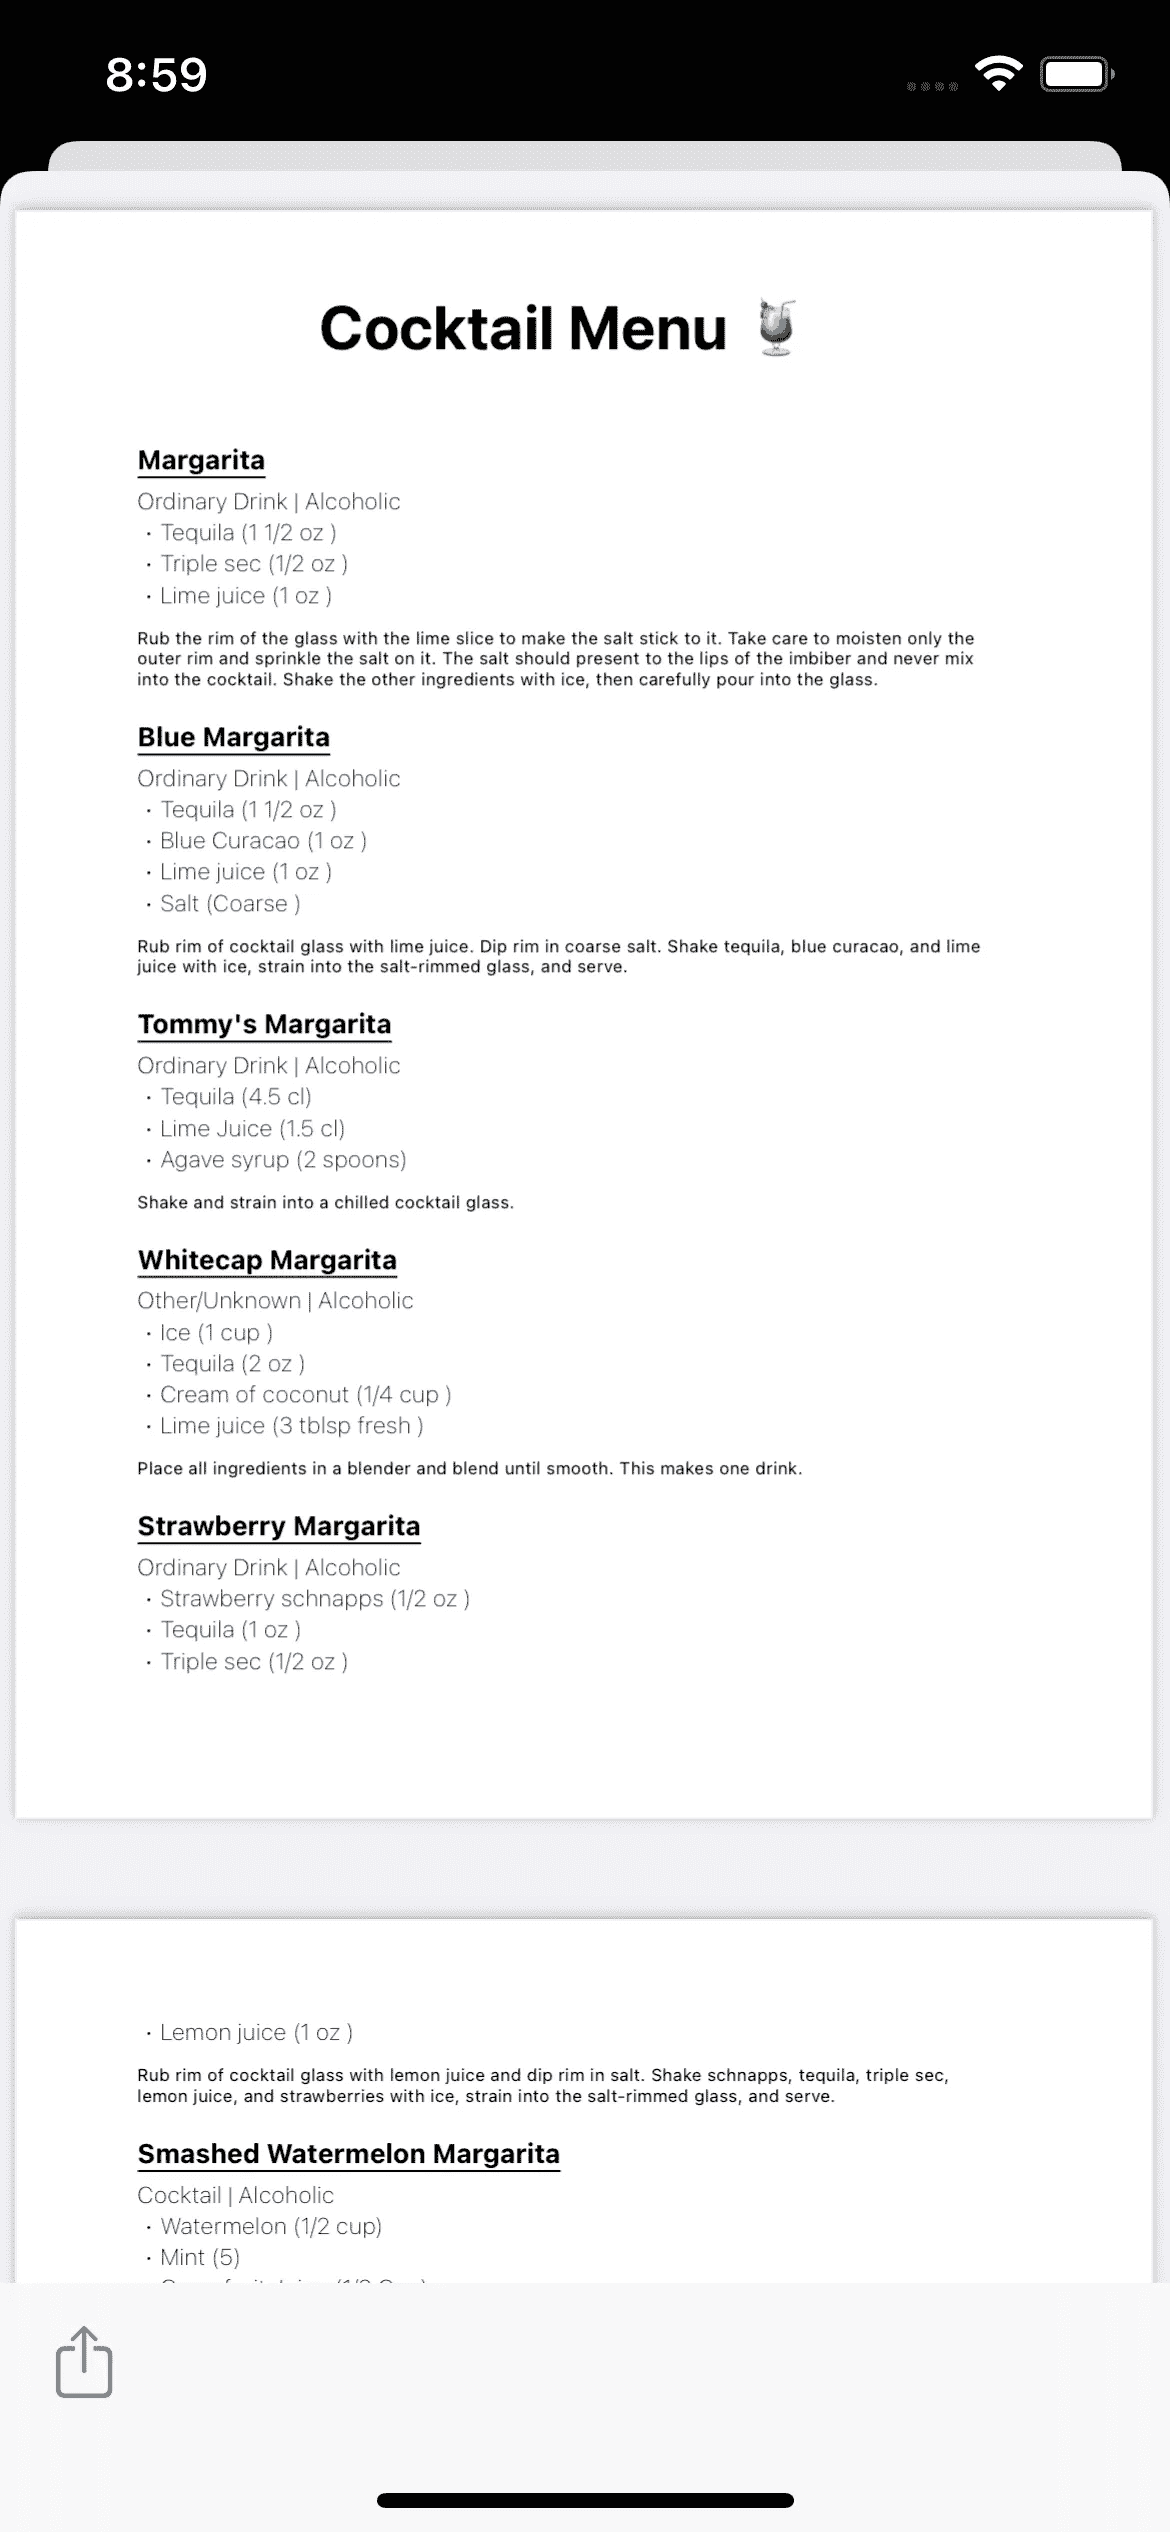 8:59
Cocktail Menu
Margarita
Ordinary Drink | Alcoholic
• Tequila (1 1/2 oz )
• Triple sec (1/2 oz )
• Lime juice (1 oz )
Rub the rim of the glass with the lime slice to make the salt stick to it. Take care to moisten only the
outer rim and sprinkle the salt on it. The salt should present to the lips of the imbiber and never mix
into the cocktail. Shake the other ingredients with ice, then carefully pour into the glass.
Blue Margarita
Ordinary Drink | Alcoholic
• Tequila (1 1/2 oz )
• Blue Curacao (1 oz )
• Lime juice (1 oz )
• Salt (Coarse )
Rub rim of cocktail glass with lime juice. Dip rim in coarse salt. Shake tequila, blue curacao, and lime
juice with ice, strain into the salt-rimmed glass, and serve.
Tommy's Margarita
Ordinary Drink | Alcoholic
• Tequila (4.5 cl)
• Lime Juice (1.5 cl)
• Agave syrup (2 spoons)
Shake and strain into a chilled cocktail glass.
Whitecap Margarita
Other/Unknown | Alcoholic
• Ice (1 cup )
• Tequila (2 oz )
• Cream of coconut (1/4 cup )
• Lime juice (3 tblsp fresh )
Place all ingredients in a blender and blend until smooth. This makes one drink.
Strawberry Margarita
Ordinary Drink | Alcoholic
• Strawberry schnapps (1/2 oz )
• Tequila (1 oz )
• Triple sec (1/2 oz )
• Lemon juice (1 oz )
Rub rim of cocktail glass with lemon juice and dip rim in salt. Shake schnapps, tequila, triple sec,
lemon juice, and strawberries with ice, strain into the salt-rimmed glass, and serve.
Smashed Watermelon Margarita
Cocktail | Alcoholic
• Watermelon (1/2 cup)
• Mint (5)